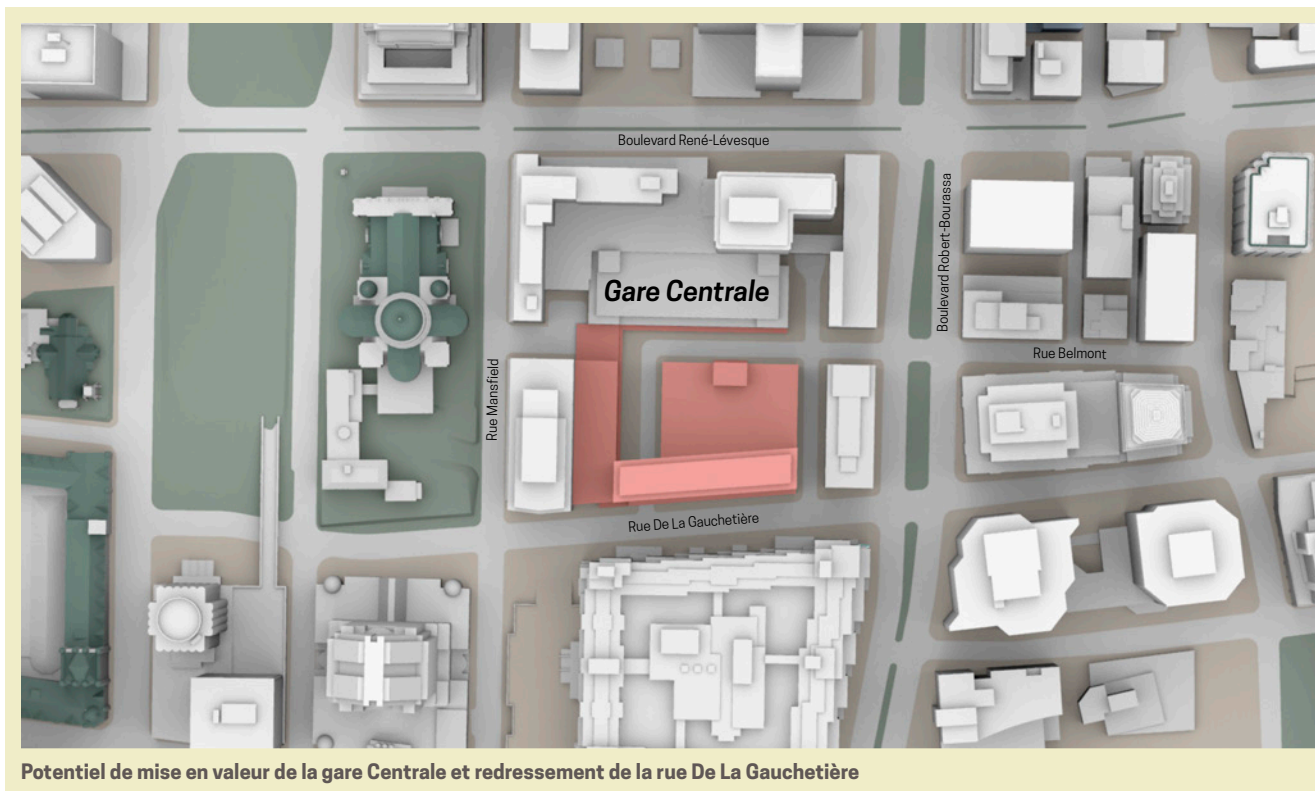 Boulevard René-Lévesque
Boulevard Robert-Bourassa
Gare Centrale
Rue Belmont
Rue Mansfield
Rue De La Gauchetière
Potentiel de mise en valeur de la gare Centrale et redressement de la rue De La Gauchetière